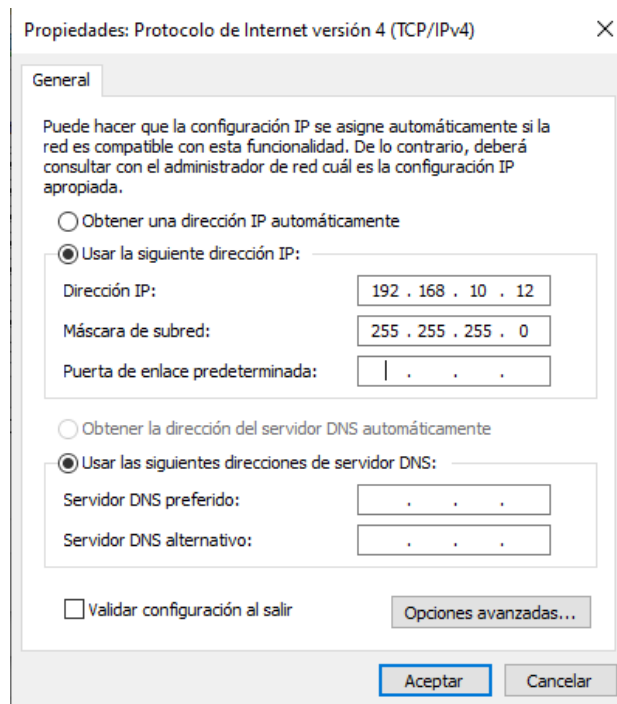 Propiedades: Protocolo de Internet versión 4 (TCP/IPv4)
General
Puede hacer que la configuración IP se asigne automáticamente si la
red es compatible con esta funcionalidad. De lo contrario, deberá
consultar con el administrador de red cuál es la configuración IP
apropiada.
Obtener una dirección IP automáticamente
Usar la siguiente dirección IP:
Dirección IP: 192 . 168 . 10 . 12
Máscara de subred: 255 . 255 . 255 . 0
Puerta de enlace predeterminada: . . .
Obtener la dirección del servidor DNS automáticamente
Usar las siguientes direcciones de servidor DNS:
Servidor DNS preferido: . . .
Servidor DNS alternativo: . . .
Validar configuración al salir
Opciones avanzadas...
Aceptar Cancelar